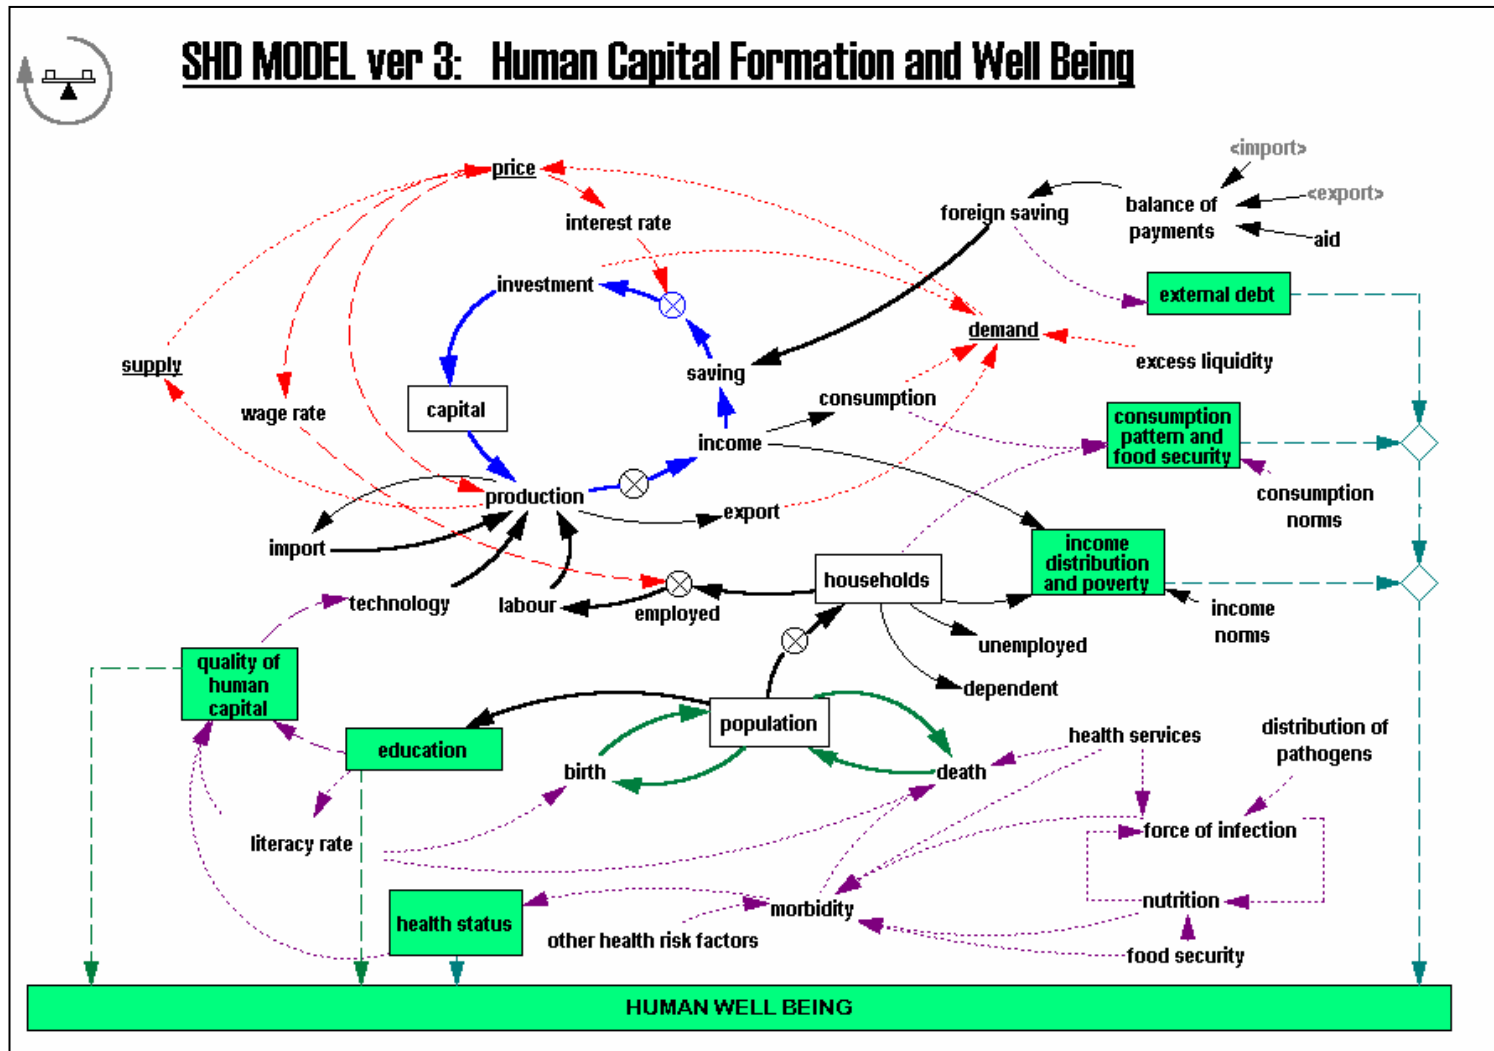 SHD MODEL ver 3: Human Capital Formation and Well Being
<import>
price
<export>
foreign saving
balance of
payments
interest rate
aid
investment
external debt
demand
supply
saving
excess liquidity
capital
wage rate
consumption
consumption
pattern and
food security
income
production
export
consumption
norms
import
income
distribution
and poverty
households
technology
labour
employed
income
norms
unemployed
quality of
human
capital
dependent
population
education
health services
distribution of
pathogens
birth
death
literacy rate
force of infection
health status
morbidity
nutrition
other health risk factors
food security
HUMAN WELL BEING